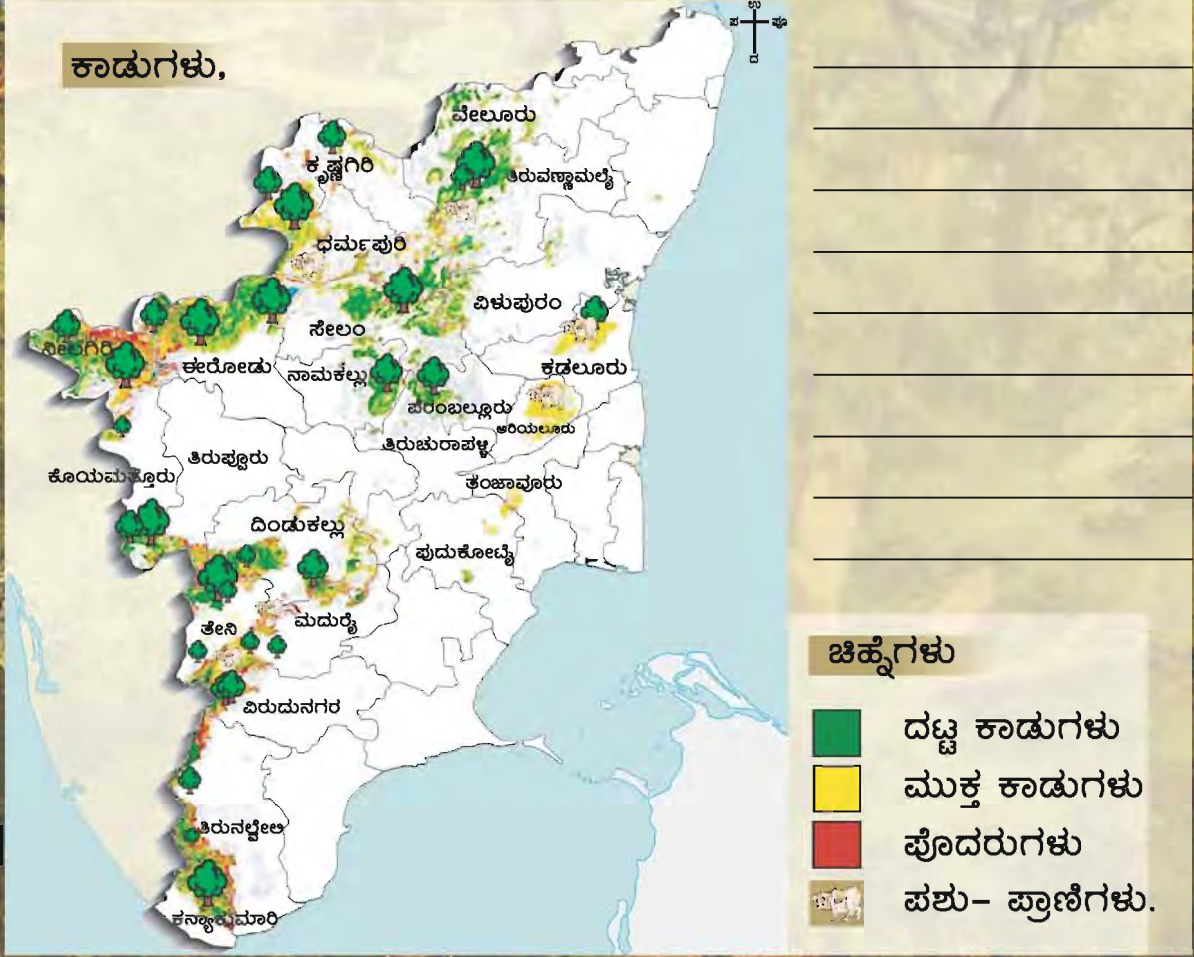 ಕಾಡುಗಳು,
ಉ
ಪ ಪೂ
ದ
ವೇಲೂರು
ಕೃಷ್ಣಗಿರಿ
ತಿರುವಣ್ಣಾಮಲೈ
ಧರ್ಮಪುರಿ
ವಿಳುಪುರಂ
ಸೇಲಂ
ನೀಲಗಿರಿ
ಈರೋಡು
ನಾಮಕಲ್ಲು
ಕಡಲೂರು
ಪೆರಂಬಲ್ಲೂರು
ಅರಿಯಲೂರು
ತಿರುಚುರಾಪಳ್ಳಿ
ತಿರುಪ್ಪೂರು
ಕೊಯಮತ್ತೂರು
ತಂಜಾವೂರು
ದಿಂಡುಕಲ್ಲು
ಪುದುಕೋಟೈ
ತೇನಿ
ಮದುರೈ
ವಿರುದುನಗರ
ತಿರುನಲ್ವೇಲಿ
ಕನ್ಯಾಕುಮಾರಿ
ಚಿಹ್ನೆಗಳು
ದಟ್ಟ ಕಾಡುಗಳು
ಮುಕ್ತ ಕಾಡುಗಳು
ಪೊದರುಗಳು
ಪಶು- ಪ್ರಾಣಿಗಳು.